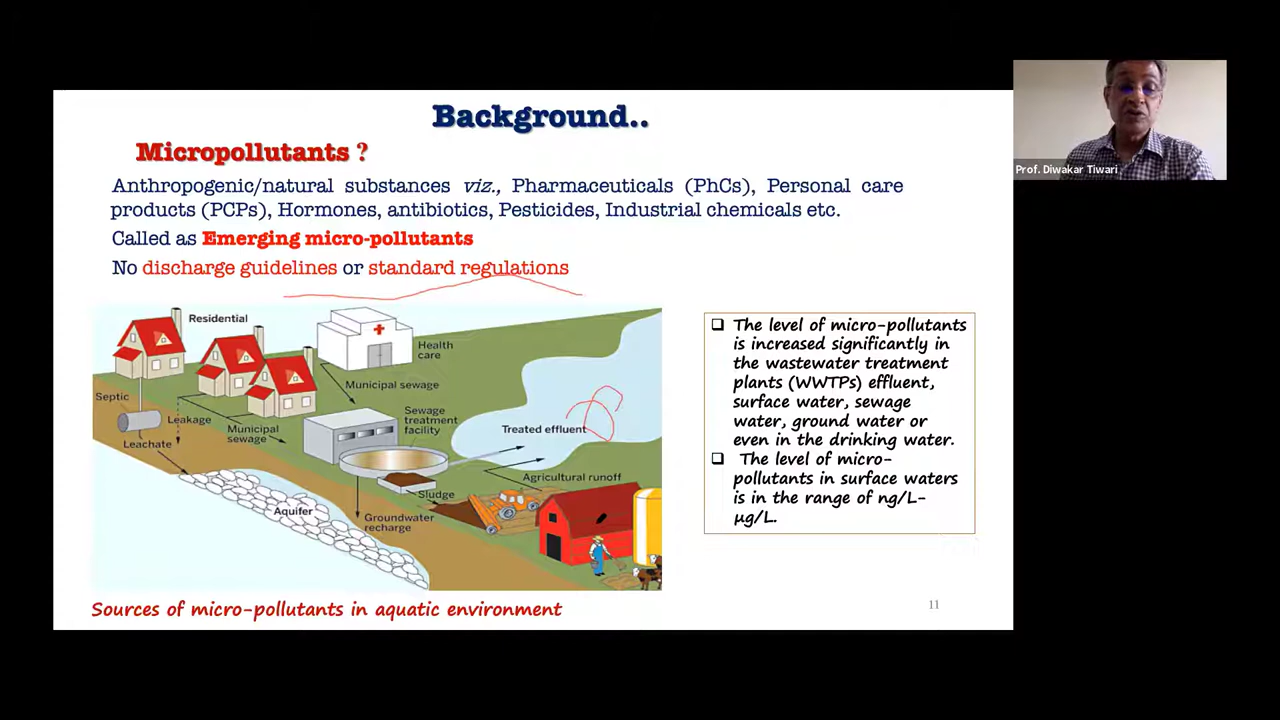 Background..
Micropollutants ?
Anthropogenic/natural substances viz., Pharmaceuticals (PhCs), Personal care
products (PCPs), Hormones, antibiotics, Pesticides, Industrial chemicals etc.
Called as Emerging micro-pollutants
No discharge guidelines or standard regulations
Residential
Health
care
Municipal sewage
Septic
Leakage
Sewage
treatment
facility
Municipal
sewage
Leachate
Treated effluent
Agricultural runoff
Sludge
Aquifer
Groundwater
recharge
Sources of micro-pollutants in aquatic environment
❑ The level of micro-pollutants
is increased significantly in
the wastewater treatment
plants (WWTPs) effluent,
surface water, sewage
water, ground water or
even in the drinking water.
❑ The level of micro-
pollutants in surface waters
is in the range of ng/L-
µg/L.
11
Prof. Diwakar Tiwari